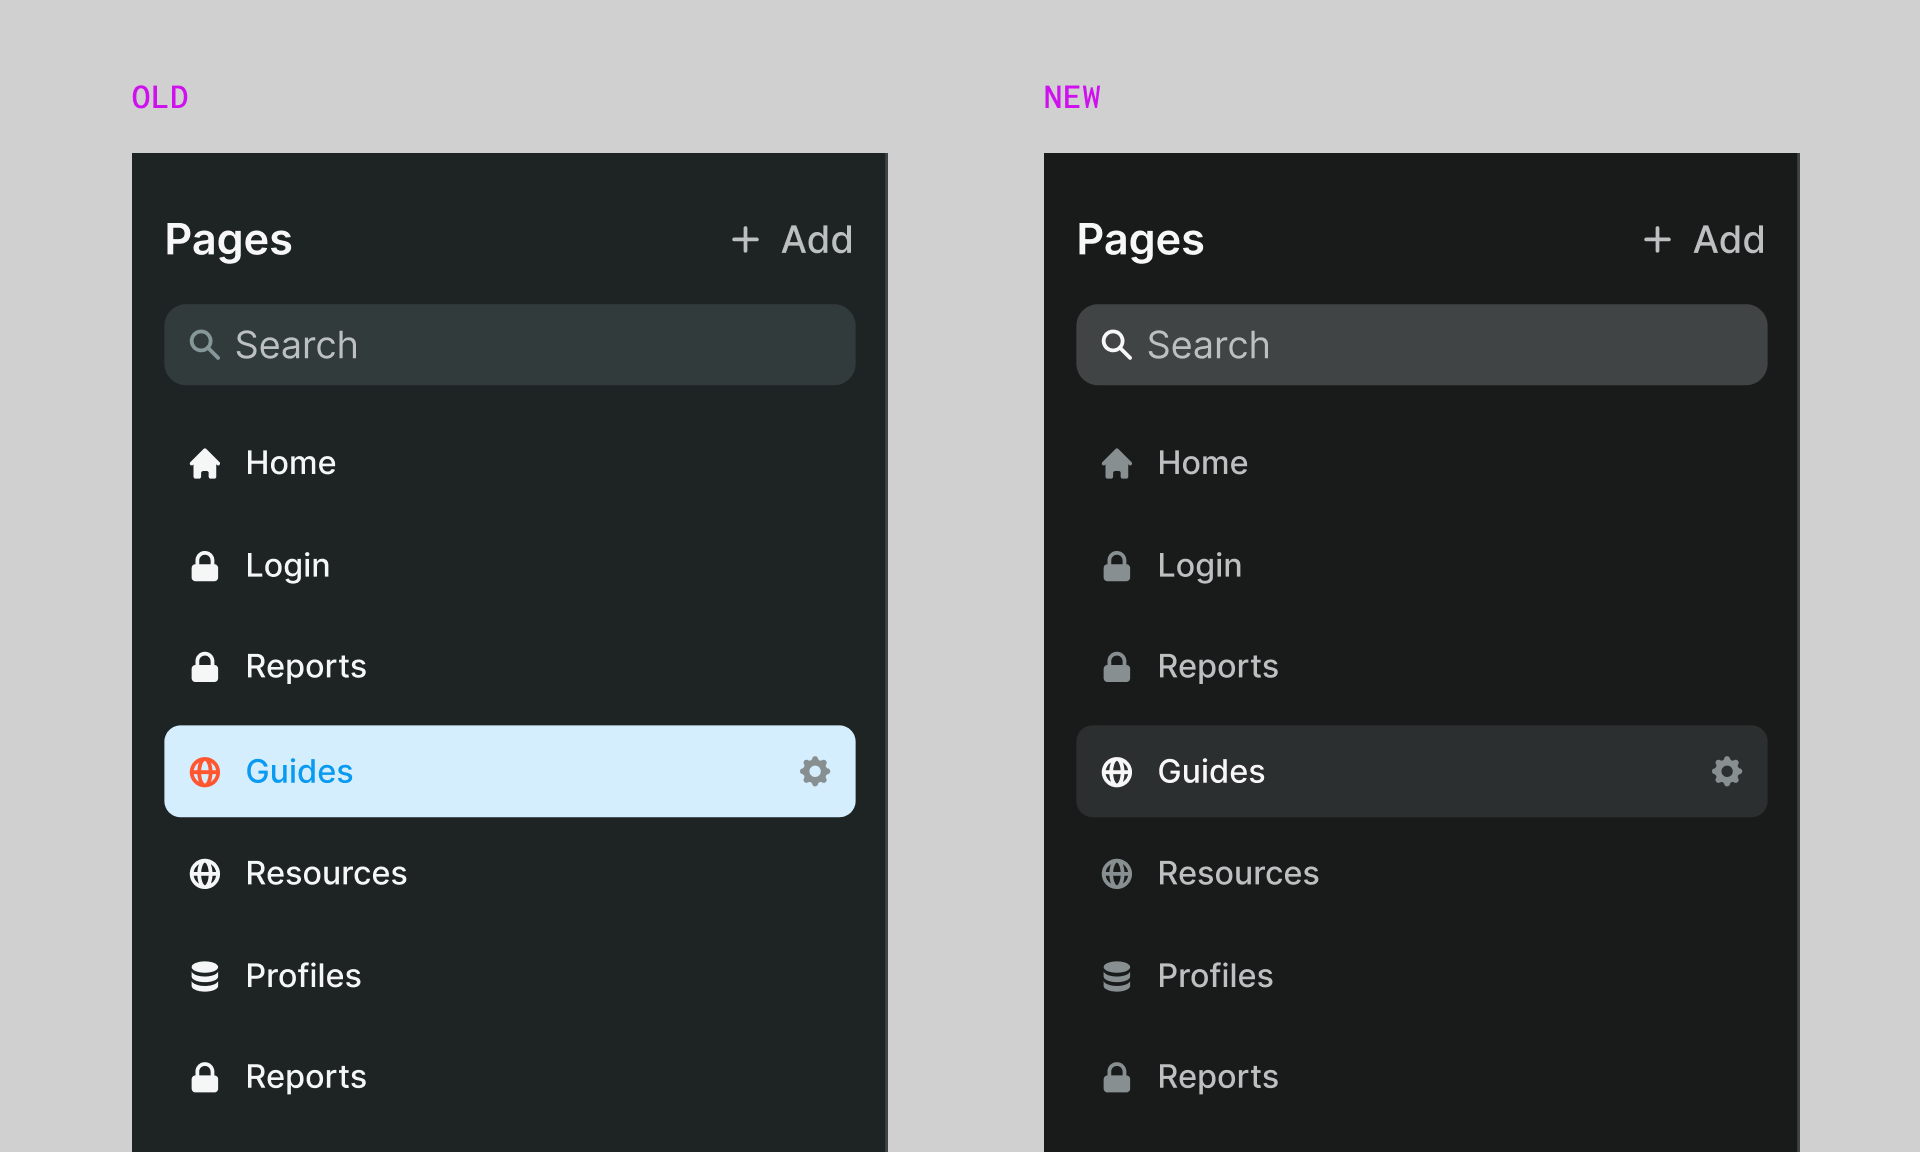 OLD
Pages
+ Add
Search
Home
Login
Reports
Guides
Resources
Profiles
Reports
NEW
Pages
+ Add
Search
Home
Login
Reports
Guides
Resources
Profiles
Reports